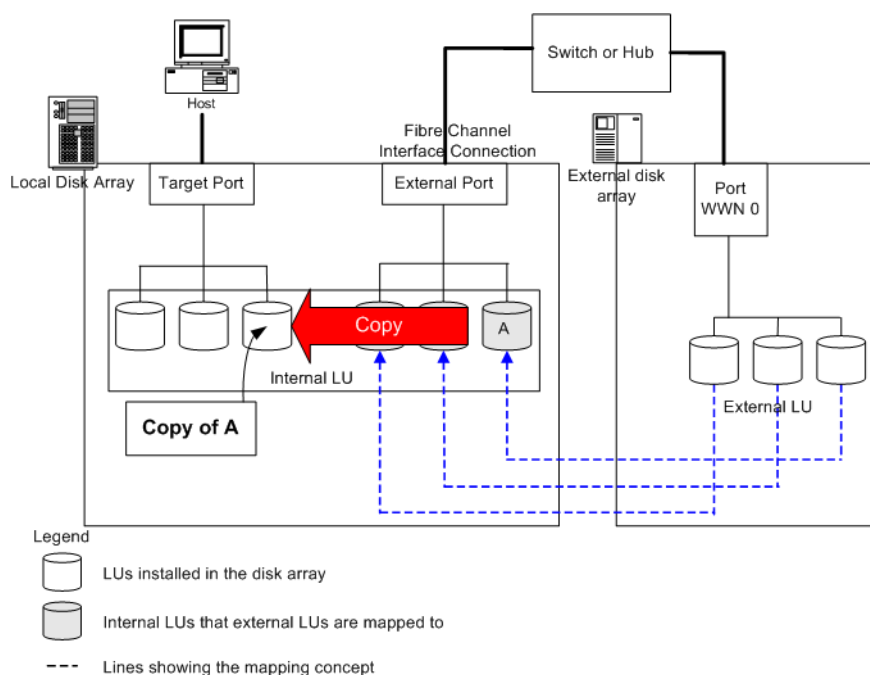 Switch or Hub
Host
Fibre Channel
Interface Connection
Local Disk Array
Target Port
External Port
External disk
array
Port
WWN 0
Copy
A
Internal LU
External LU
Copy of A
Legend
LUs installed in the disk array
Internal LUs that external LUs are mapped to
Lines showing the mapping concept